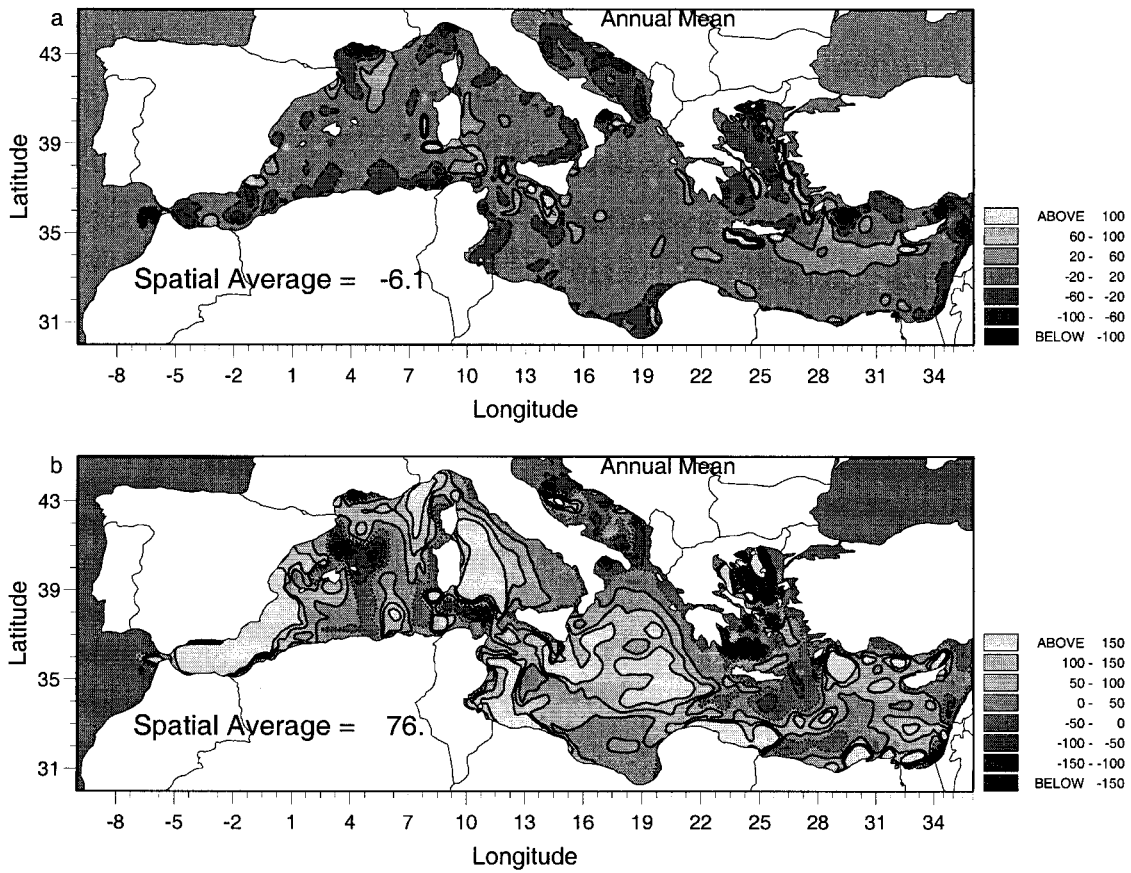 a
Annual Mean
43
39
35
31
Latitude
Spatial Average = -6.1
-8 -5 -2 1 4 7 10 13 16 19 22 25 28 31 34
Longitude
ABOVE 100
60 - 100
20 - 60
-20 - 20
-60 - -20
-100 - -60
BELOW -100
b
Annual Mean
43
39
35
31
Latitude
Spatial Average = 76.
-8 -5 -2 1 4 7 10 13 16 19 22 25 28 31 34
Longitude
ABOVE 150
100 - 150
50 - 100
0 - 50
-50 - 0
-100 - -50
-150 - -100
BELOW -150